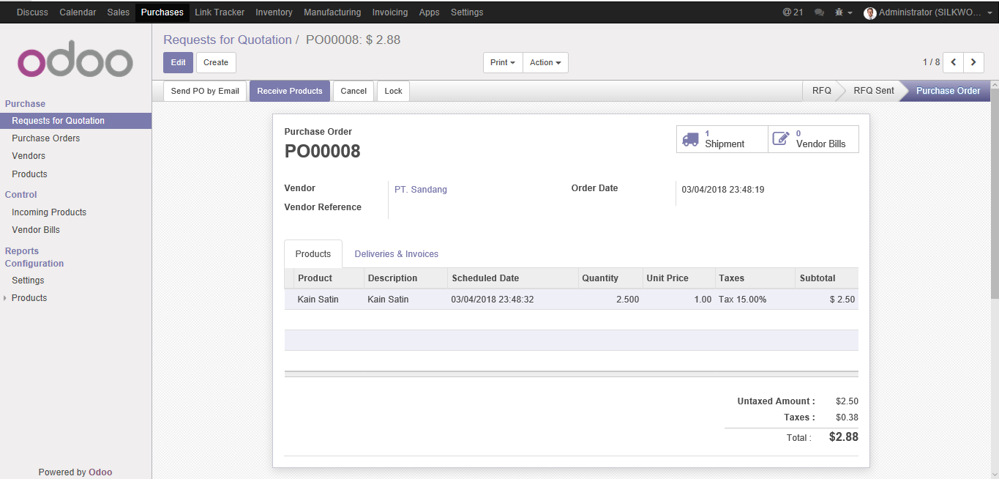 Discuss Calendar Sales Purchases Link Tracker Inventory Manufacturing Invoicing Apps Settings @ 21 Administrator (SILKWO...
odoo
Purchase
Requests for Quotation
Purchase Orders
Vendors
Products
Control
Incoming Products
Vendor Bills
Reports
Configuration
Settings
Products
Powered by Odoo
Requests for Quotation / PO00008: $ 2.88
Edit Create Print Action 1 / 8
Send PO by Email Receive Products Cancel Lock RFQ RFQ Sent Purchase Order
Purchase Order
PO00008
1
Shipment
0
Vendor Bills
Vendor PT. Sandang Order Date 03/04/2018 23:48:19
Vendor Reference
Products Deliveries & Invoices
Product Description Scheduled Date Quantity Unit Price Taxes Subtotal
Kain Satin Kain Satin 03/04/2018 23:48:32 2.500 1.00 Tax 15.00% $ 2.50
Untaxed Amount : $2.50
Taxes : $0.38
Total : $2.88